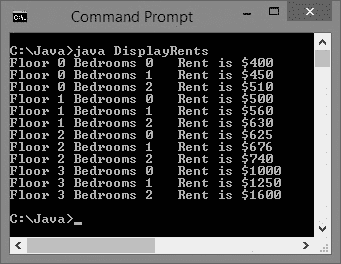 Command Prompt
C:\Java>java DisplayRents
Floor 0 Bedrooms 0   Rent is $400
Floor 0 Bedrooms 1   Rent is $450
Floor 0 Bedrooms 2   Rent is $510
Floor 1 Bedrooms 0   Rent is $500
Floor 1 Bedrooms 1   Rent is $560
Floor 1 Bedrooms 2   Rent is $630
Floor 2 Bedrooms 0   Rent is $625
Floor 2 Bedrooms 1   Rent is $676
Floor 2 Bedrooms 2   Rent is $740
Floor 3 Bedrooms 0   Rent is $1000
Floor 3 Bedrooms 1   Rent is $1250
Floor 3 Bedrooms 2   Rent is $1600
C:\Java>_